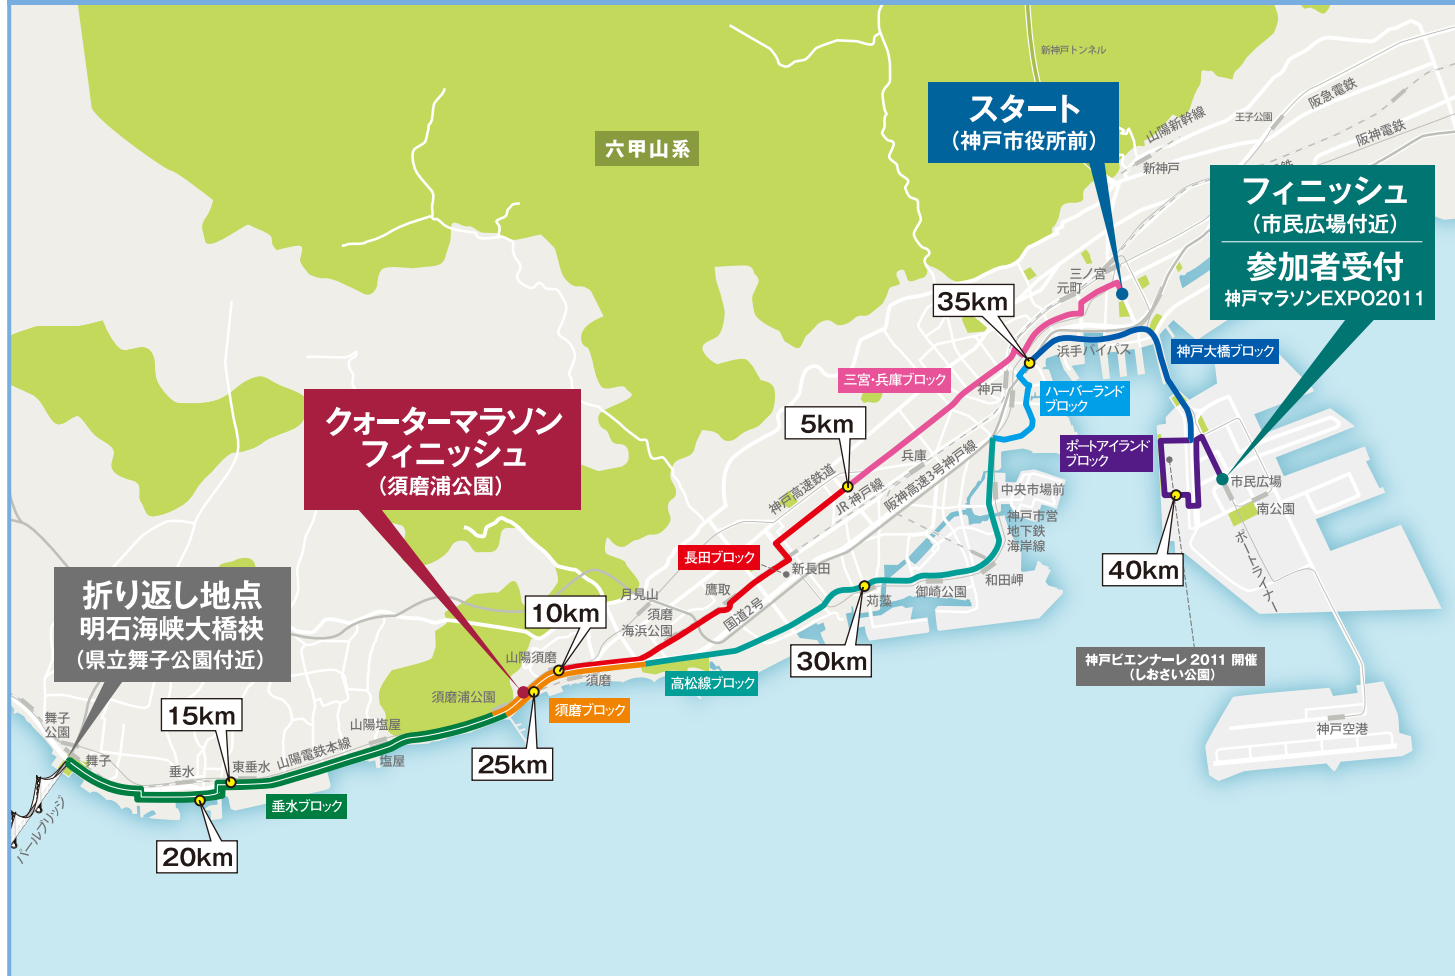 新神戸トンネル
阪急電鉄
王子公園
山陽新幹線
阪神電鉄
新神戸
六甲山系
スタート
(神戸市役所前)
フィニッシュ
(市民広場付近)
参加者受付
神戸マラソンEXPO2011
三ノ宮
元町
35km
浜手バイパス
神戸大橋ブロック
三宮・兵庫ブロック
神戸
ハーバーランド
ブロック
クォーターマラソン
フィニッシュ
(須磨浦公園)
5km
ポートアイランド
ブロック
兵庫
神戸高速鉄道
JR神戸線
阪神高速3号神戸線
中央市場前
神戸市営
地下鉄
海岸線
市民広場
南公園
ポートライナー
40km
長田ブロック
新長田
鷹取
国道2号
和田岬
御崎公園
苅藻
30km
月見山
須磨
海浜公園
10km
山陽須磨
須磨
高松線ブロック
神戸ビエンナーレ2011 開催
(しおさい公園)
折り返し地点
明石海峡大橋袂
(県立舞子公園付近)
須磨浦公園
須磨ブロック
25km
神戸空港
15km
山陽塩屋
塩屋
山陽電鉄本線
舞子
公園
舞子
垂水
東垂水
垂水ブロック
20km
パールブリッジ